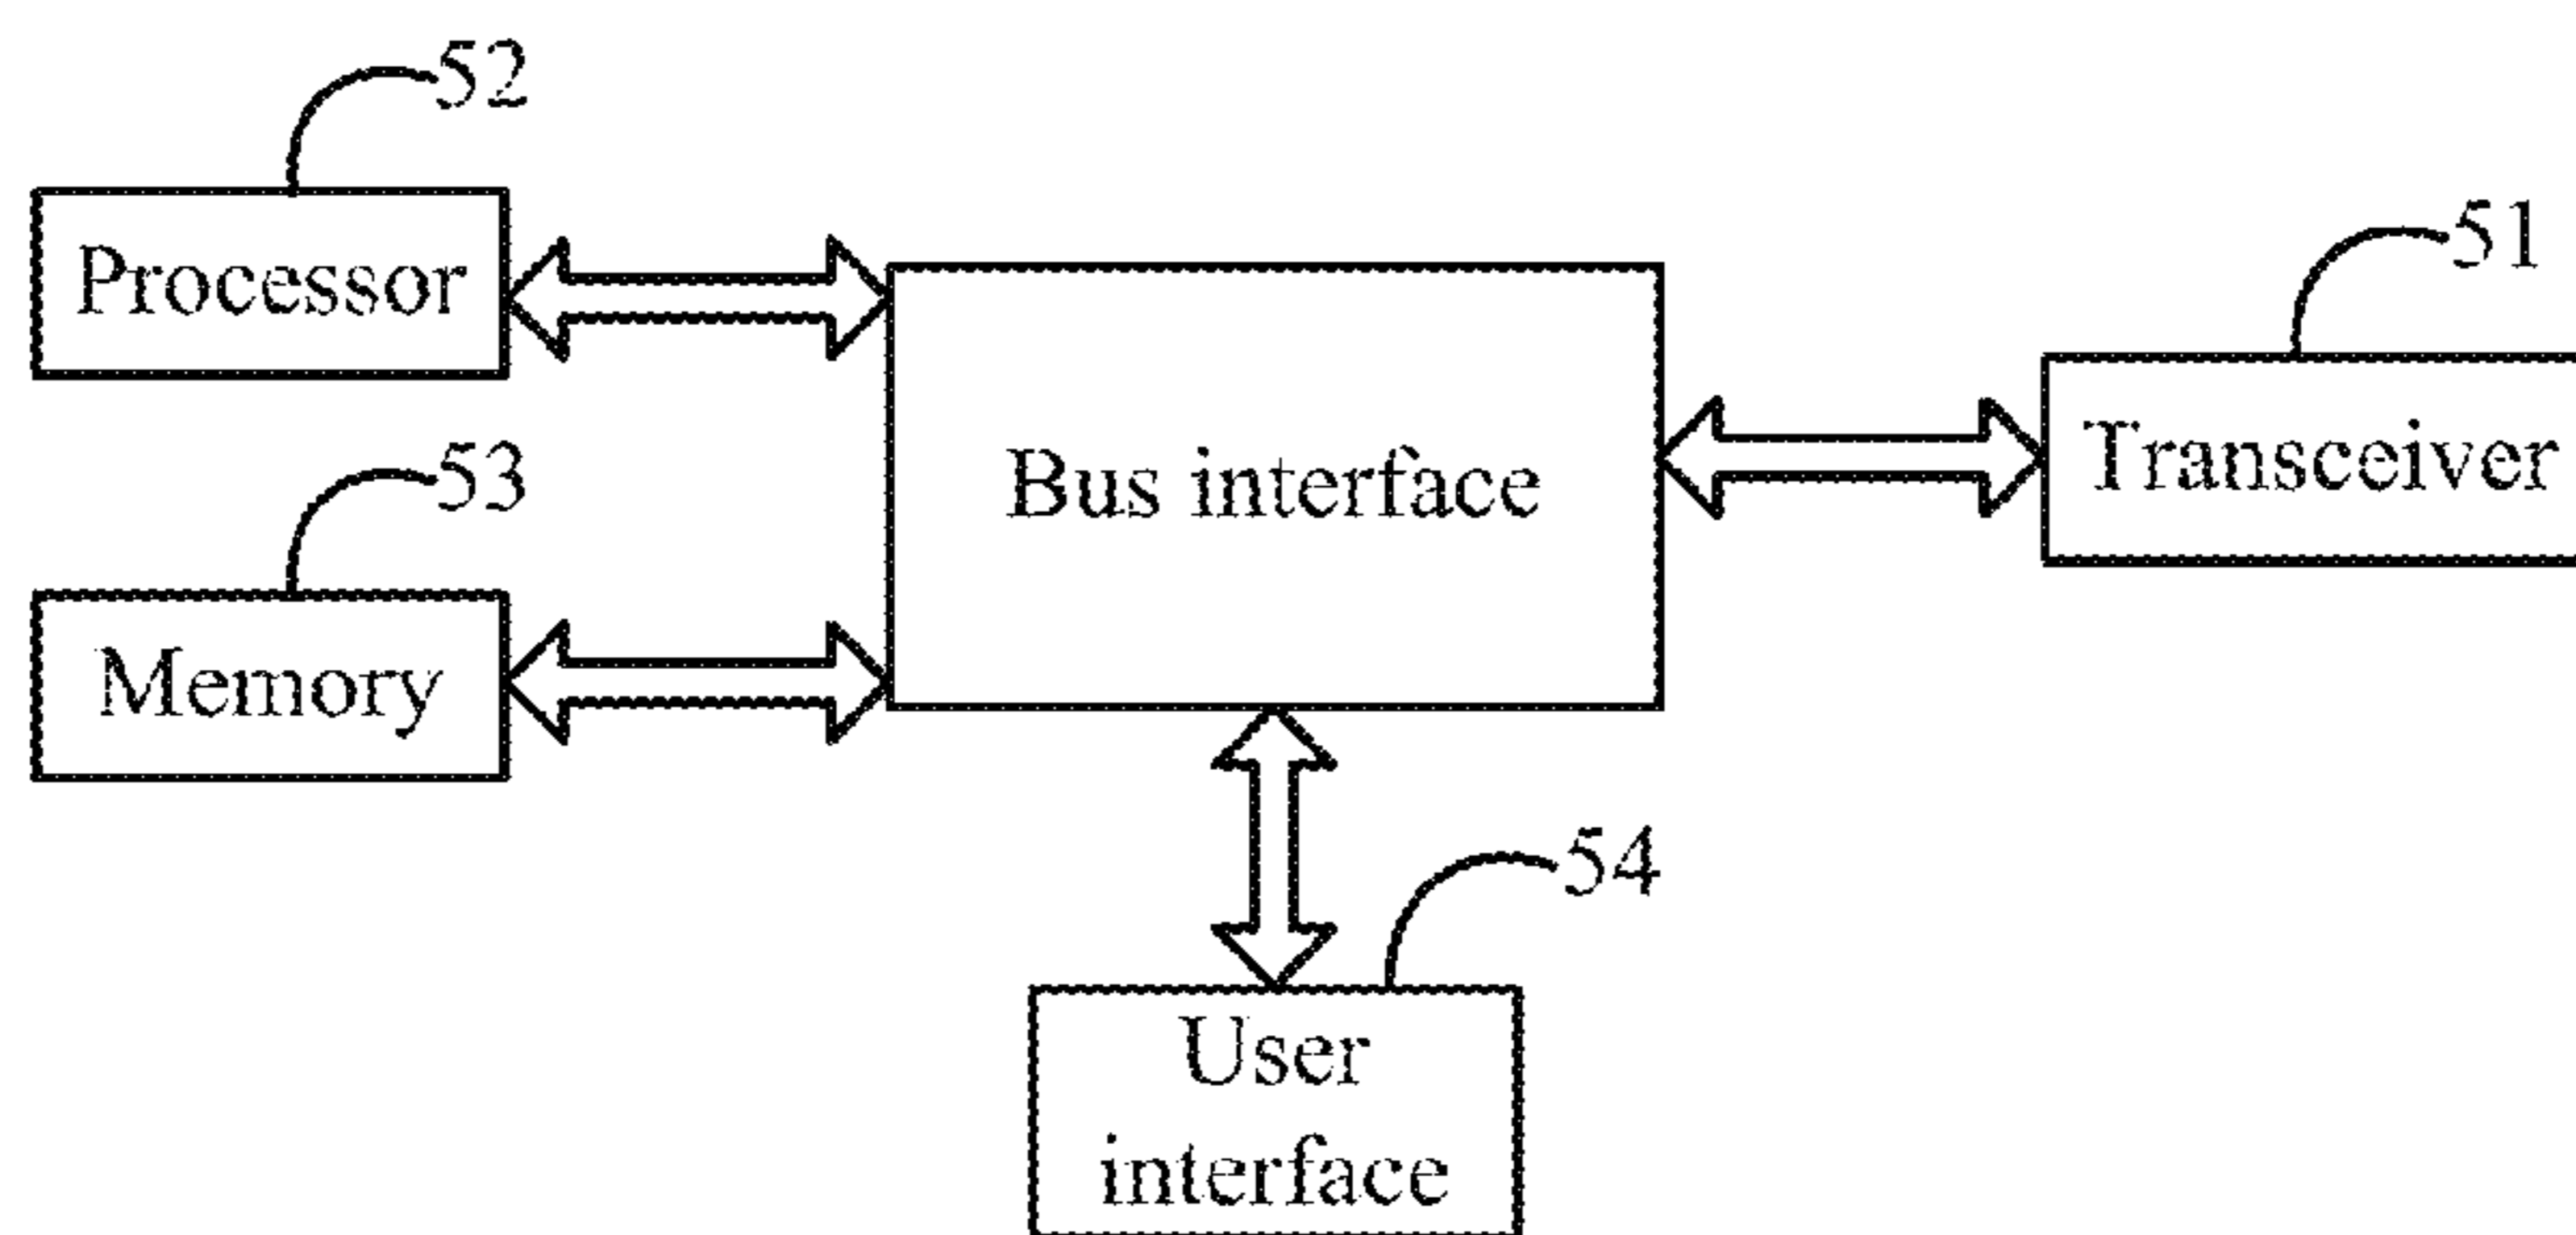 52
Processor
51
Transceiver
53
Bus interface
Memory
54
User
interface